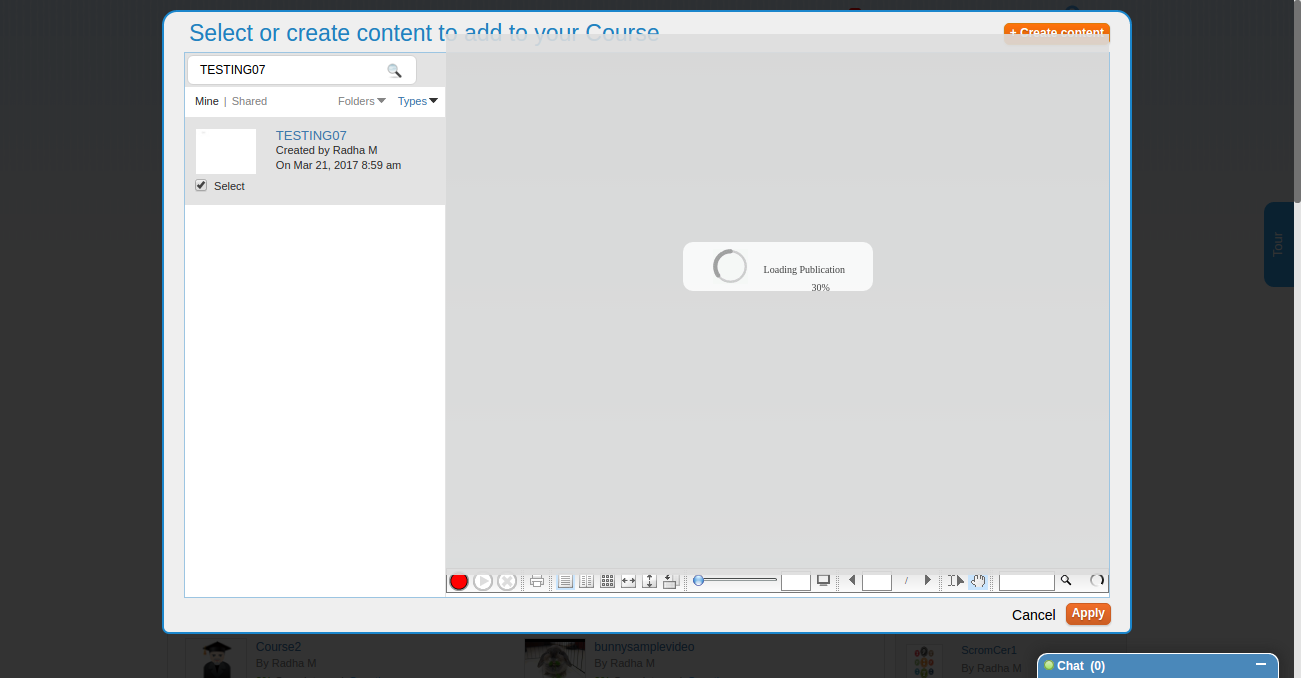 Select or create content to add to your Course
+ Create content
TESTING07
Mine | Shared
Folders
Types
TESTING07
Created by Radha M
On Mar 21, 2017 8:59 am
Select
Loading Publication
30%
/
Cancel
Apply
Tour
Course2
By Radha M
bunnysamplevideo
By Radha M
ScromCer1
By Radha M
Chat (0)